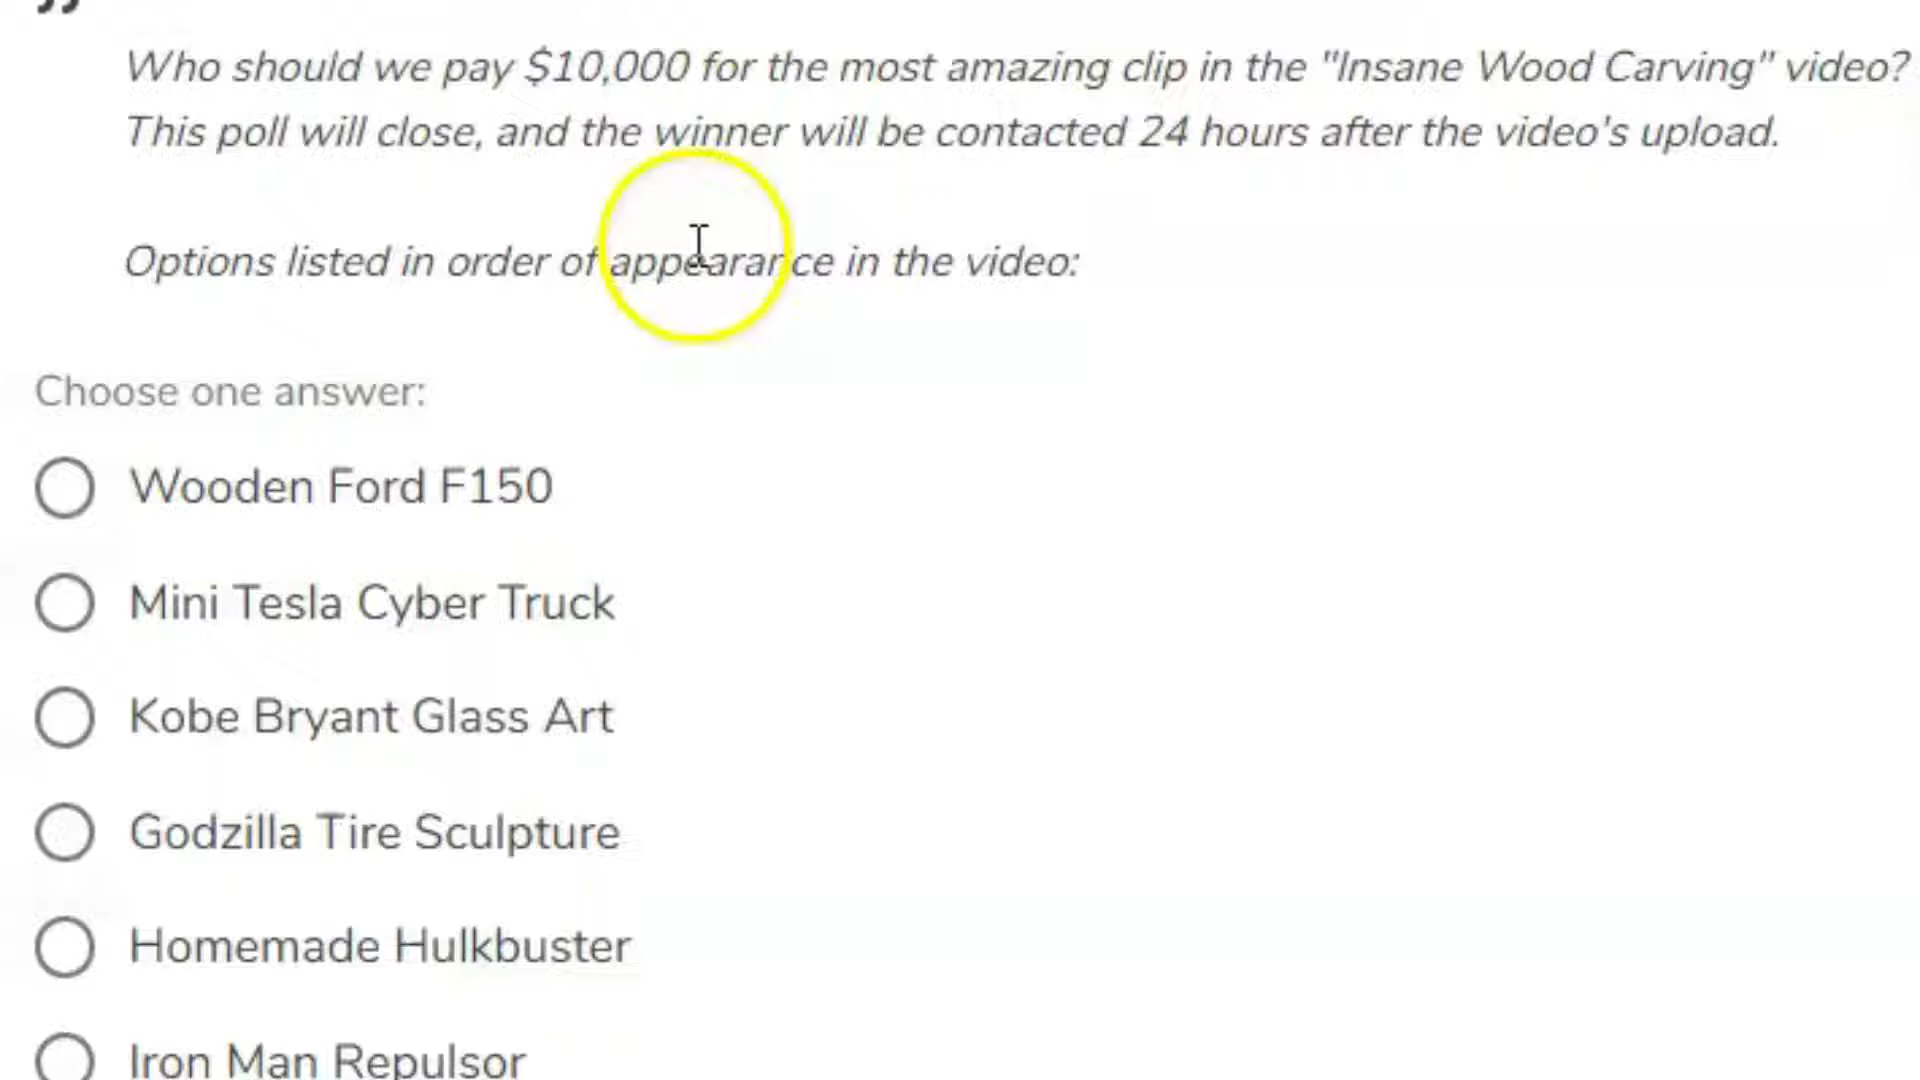 Who should we pay $10,000 for the most amazing clip in the "Insane Wood Carving" video?
This poll will close, and the winner will be contacted 24 hours after the video's upload.
Options listed in order of appearance in the video:
Choose one answer:
Wooden Ford F150
Mini Tesla Cyber Truck
Kobe Bryant Glass Art
Godzilla Tire Sculpture
Homemade Hulkbuster
Iron Man Repulsor